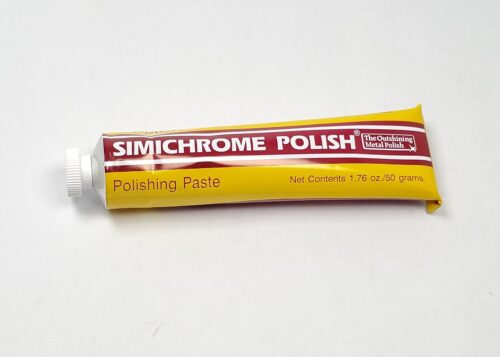 SIMICHROME POLISH®
The Outshining
Metal Polish
Polishing Paste
Net Contents 1.76 oz./50 grams